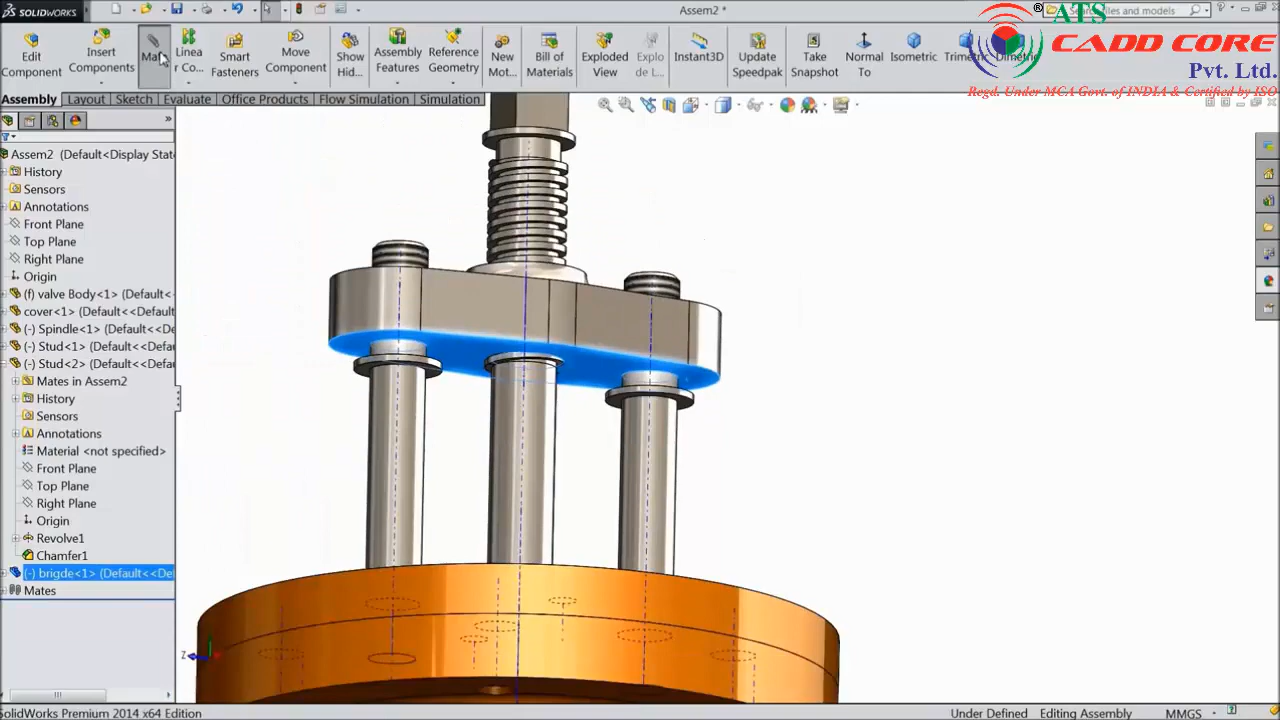 SOLIDWORKS
Assem2 *
Search files and models
®
ATS
CADD CORE
Pvt. Ltd.
Regd. Under MCA Govt. of INDIA & Certified by ISO
Edit Component
Insert Components
Mate
Linea r Co...
Smart Fasteners
Move Component
Show Hid...
Assembly Features
Reference Geometry
New Mot...
Bill of Materials
Exploded View
Explo de L...
Instant3D
Update Speedpak
Take Snapshot
Normal To
Isometric
Trimetric
Dimetric
Assembly Layout Sketch Evaluate Office Products Flow Simulation Simulation
Assem2 (Default<Display Stat
History
Sensors
Annotations
Front Plane
Top Plane
Right Plane
Origin
(f) valve Body<1> (Default<
cover<1> (Default<<Default
(-) Spindle<1> (Default<<De
(-) Stud<1> (Default<<Defa
(-) Stud<2> (Default<<Defa
Mates in Assem2
History
Sensors
Annotations
Material <not specified>
Front Plane
Top Plane
Right Plane
Origin
Revolve1
Chamfer1
(-) brigde<1> (Default<<De
Mates
Z
SolidWorks Premium 2014 x64 Edition
Under Defined
Editing Assembly
MMGS